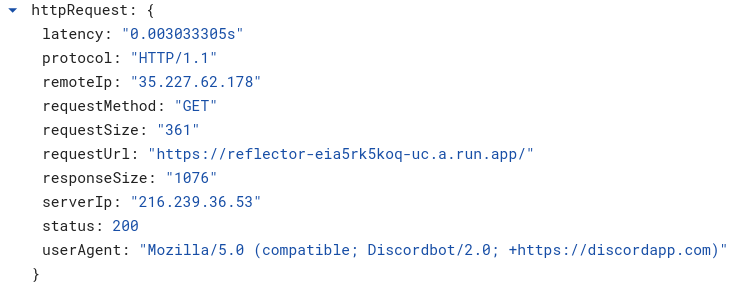 httpRequest: {
latency: "0.003033305s"
protocol: "HTTP/1.1"
remoteIp: "35.227.62.178"
requestMethod: "GET"
requestSize: "361"
requestUrl: "https://reflector-eia5rk5koq-uc.a.run.app/"
responseSize: "1076"
serverIp: "216.239.36.53"
status: 200
userAgent: "Mozilla/5.0 (compatible; Discordbot/2.0; +https://discordapp.com)"
}